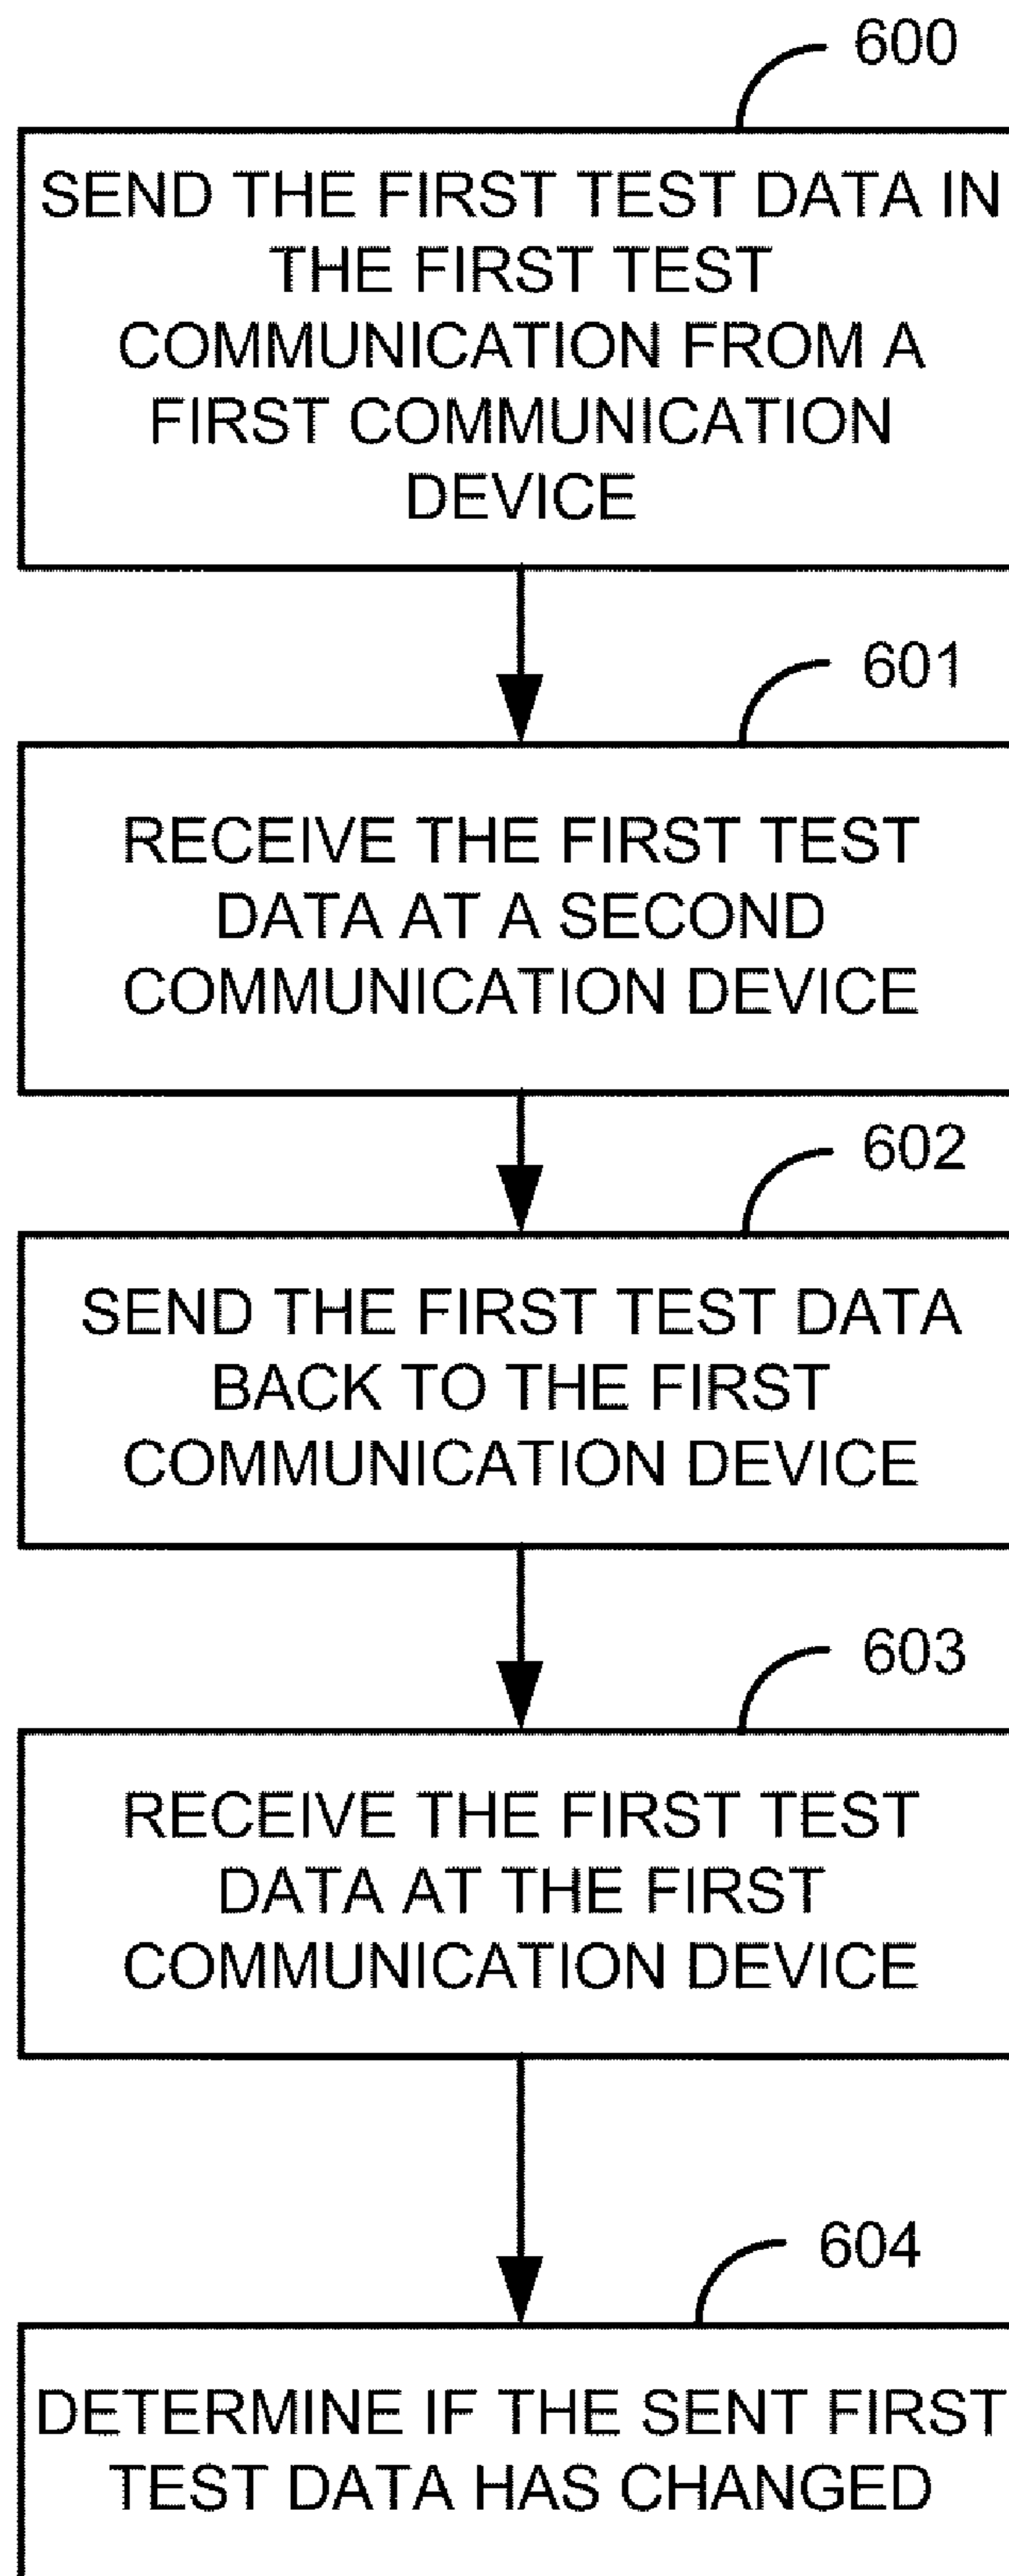 600
SEND THE FIRST TEST DATA IN
THE FIRST TEST
COMMUNICATION FROM A
FIRST COMMUNICATION
DEVICE
601
RECEIVE THE FIRST TEST
DATA AT A SECOND
COMMUNICATION DEVICE
602
SEND THE FIRST TEST DATA
BACK TO THE FIRST
COMMUNICATION DEVICE
603
RECEIVE THE FIRST TEST
DATA AT THE FIRST
COMMUNICATION DEVICE
604
DETERMINE IF THE SENT FIRST
TEST DATA HAS CHANGED